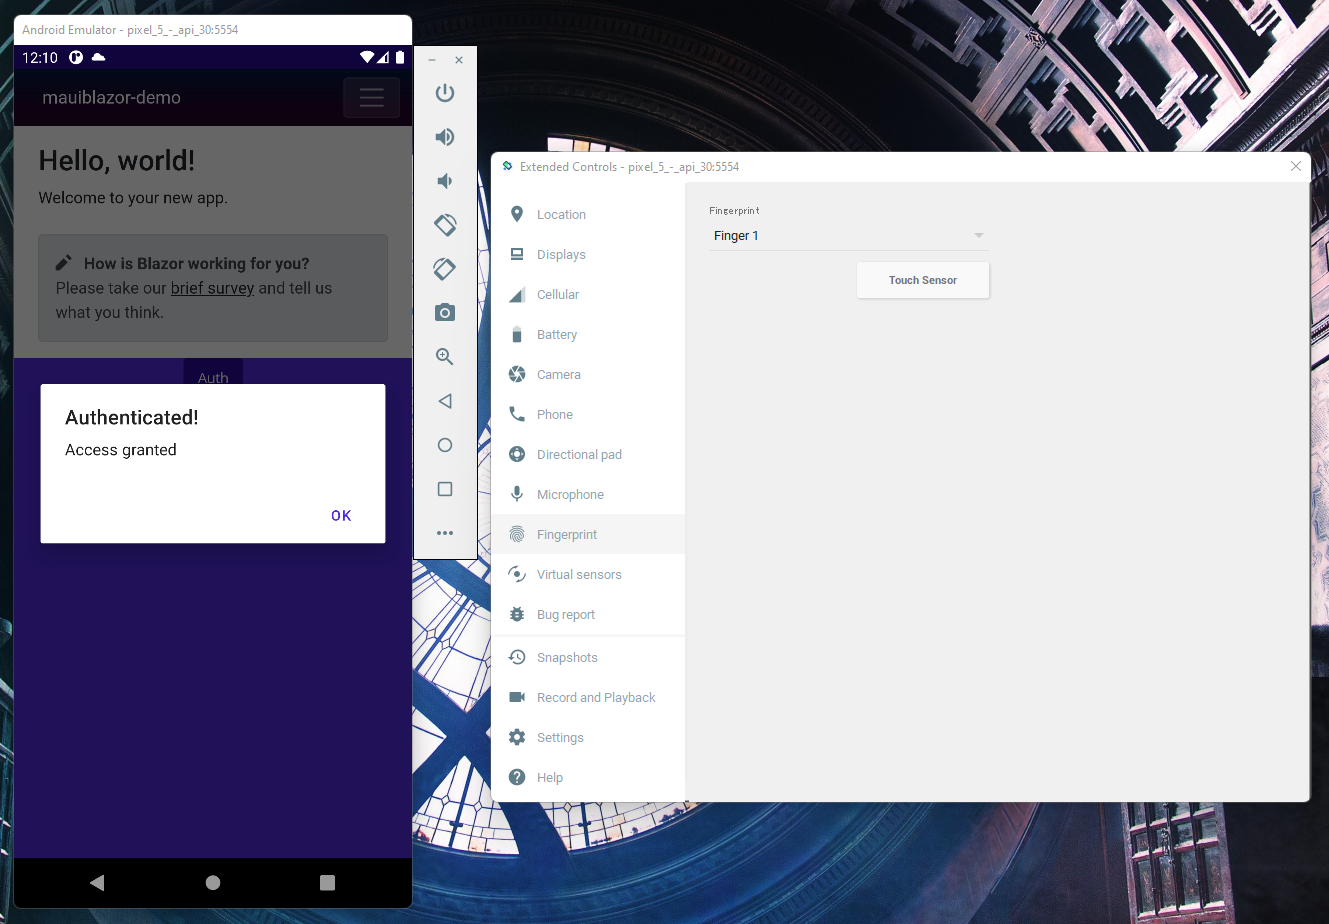 Android Emulator - pixel_5_-_api_30:5554
12:10
mauiblazor-demo
Hello, world!
Welcome to your new app.
How is Blazor working for you?
Please take our brief survey and tell us
what you think.
Auth
Authenticated!
Access granted
OK
Extended Controls - pixel_5_-_api_30:5554
Location
Displays
Cellular
Battery
Camera
Phone
Directional pad
Microphone
Fingerprint
Virtual sensors
Bug report
Snapshots
Record and Playback
Settings
Help
Fingerprint
Finger 1
Touch Sensor